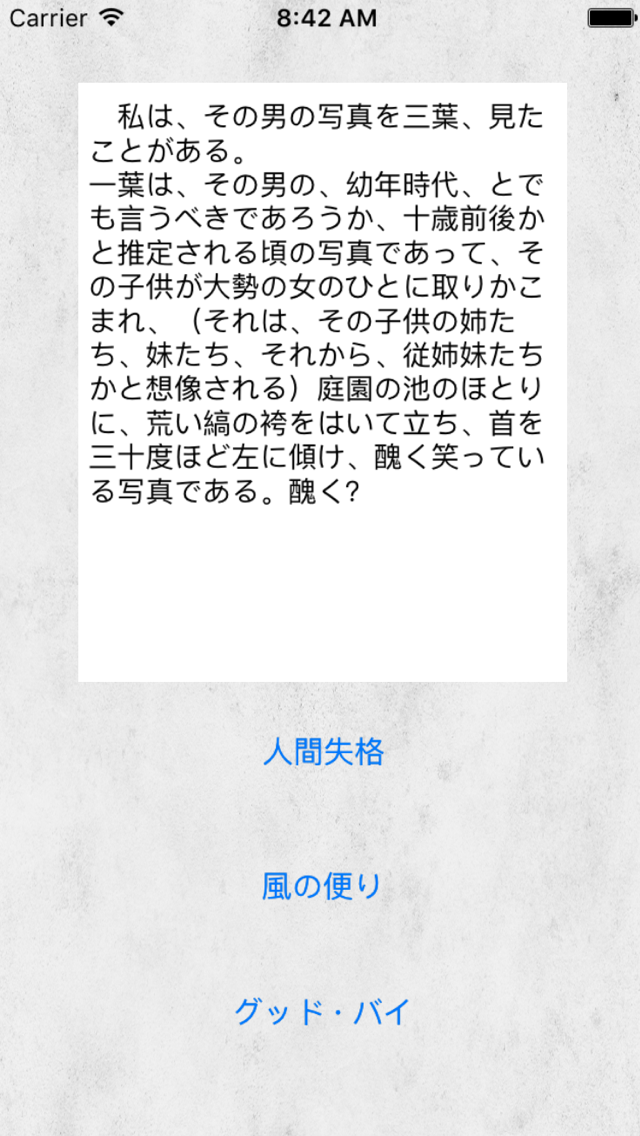 Carrier 8:42 AM
　私は、その男の写真を三葉、見た
ことがある。
一葉は、その男の、幼年時代、とで
も言うべきであろうか、十歳前後か
と推定される頃の写真であって、そ
の子供が大勢の女のひとに取りかこ
まれ、（それは、その子供の姉た
ち、妹たち、それから、従姉妹たち
かと想像される）庭園の池のほとり
に、荒い縞の袴をはいて立ち、首を
三十度ほど左に傾け、醜く笑ってい
る写真である。醜く？
人間失格
風の便り
グッド・バイ